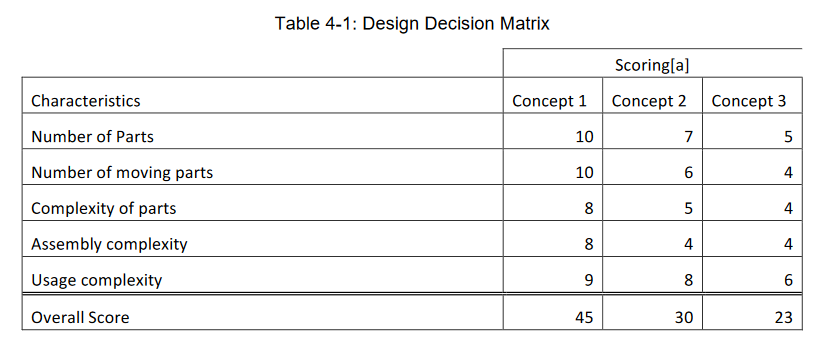 Table 4-1: Design Decision Matrix
Scoring[a]
Characteristics Concept 1 Concept 2 Concept 3
Number of Parts 10 7 5
Number of moving parts 10 6 4
Complexity of parts 8 5 4
Assembly complexity 8 4 4
Usage complexity 9 8 6
Overall Score 45 30 23